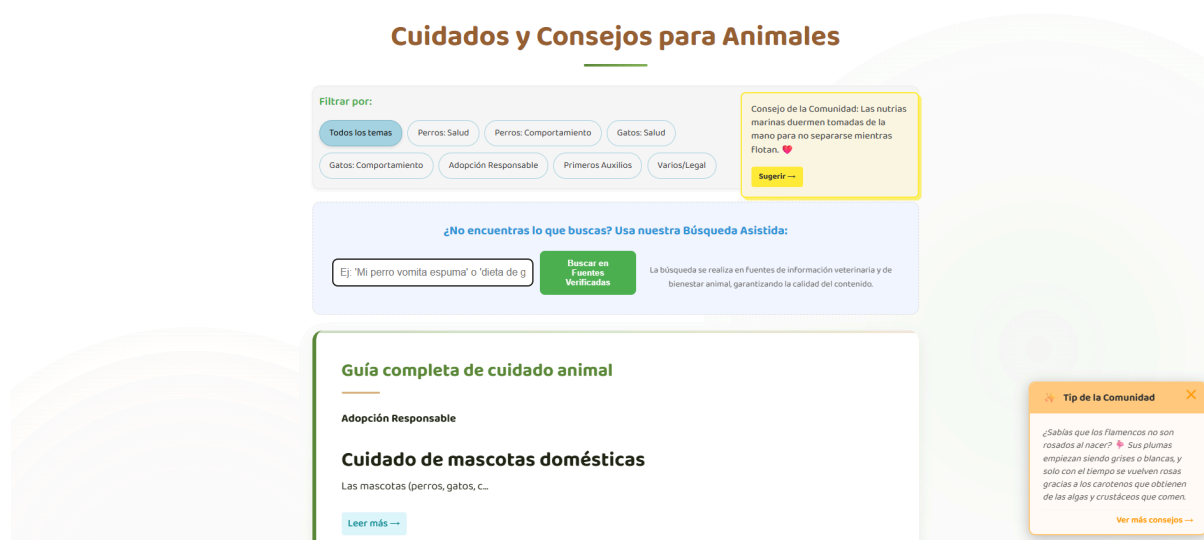 Cuidados y Consejos para Animales
Filtrar por:
Todos los temas
Perros: Salud
Perros: Comportamiento
Gatos: Salud
Gatos: Comportamiento
Adopción Responsable
Primeros Auxilios
Varios/Legal
Consejo de la Comunidad: Las nutrias
marinas duermen tomadas de la
mano para no separarse mientras
flotan. 💖
Sugerir →
¿No encuentras lo que buscas? Usa nuestra Búsqueda Asistida:
Ej: 'Mi perro vomita espuma' o 'dieta de g
Buscar en
Fuentes
Verificadas
La búsqueda se realiza en fuentes de información veterinaria y de
bienestar animal, garantizando la calidad del contenido.
Guía completa de cuidado animal
Adopción Responsable
Cuidado de mascotas domésticas
Las mascotas (perros, gatos, c...
Leer más →
Tip de la Comunidad
¿Sabías que los flamencos no son
rosados al nacer? 🦩 Sus plumas
empiezan siendo grises o blancas, y
solo con el tiempo se vuelven rosas
gracias a los carotenos que obtienen
de las algas y crustáceos que comen.
Ver más consejos →